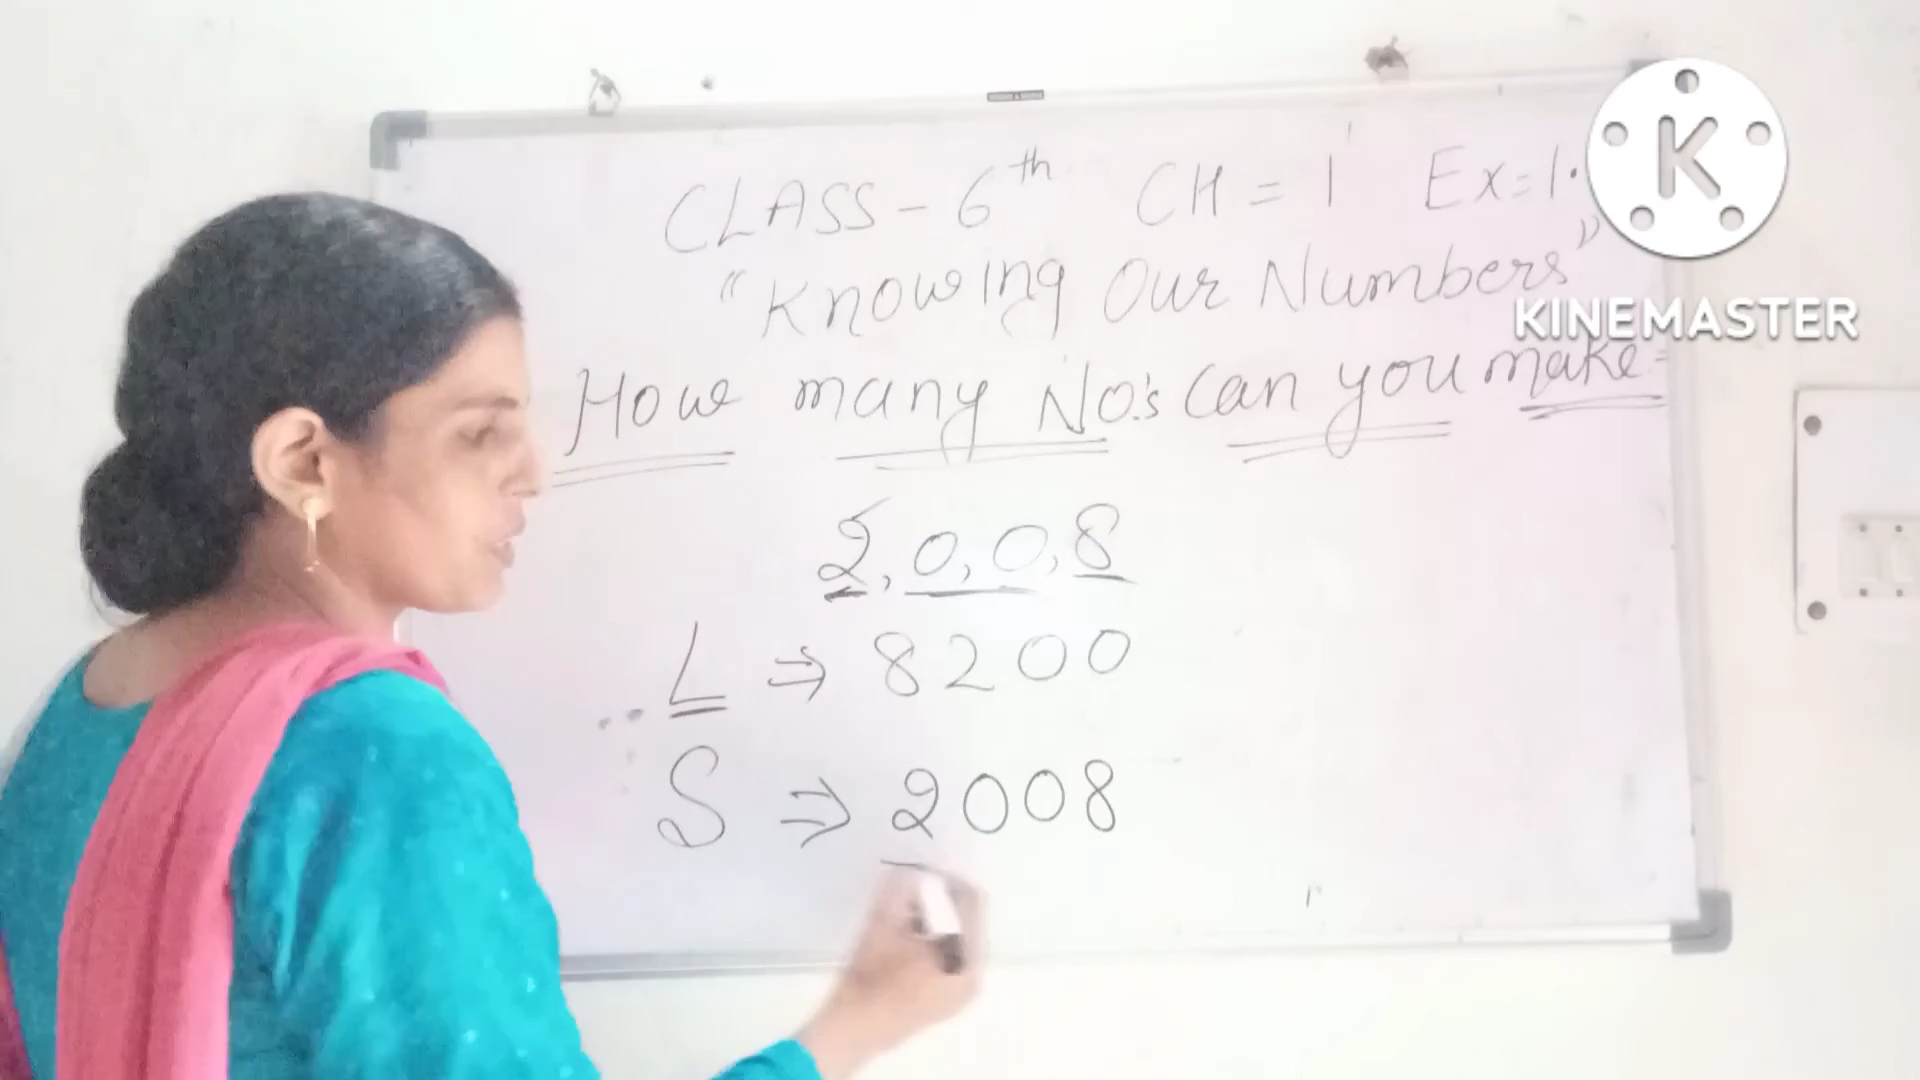 CLASS - 6th CH = 1 Ex = 1.
"Knowing Our Numbers"
How many No's Can you make =
2, 0, 0, 8
L ⇒ 8200
S ⇒ 2008
K
KINEMASTER